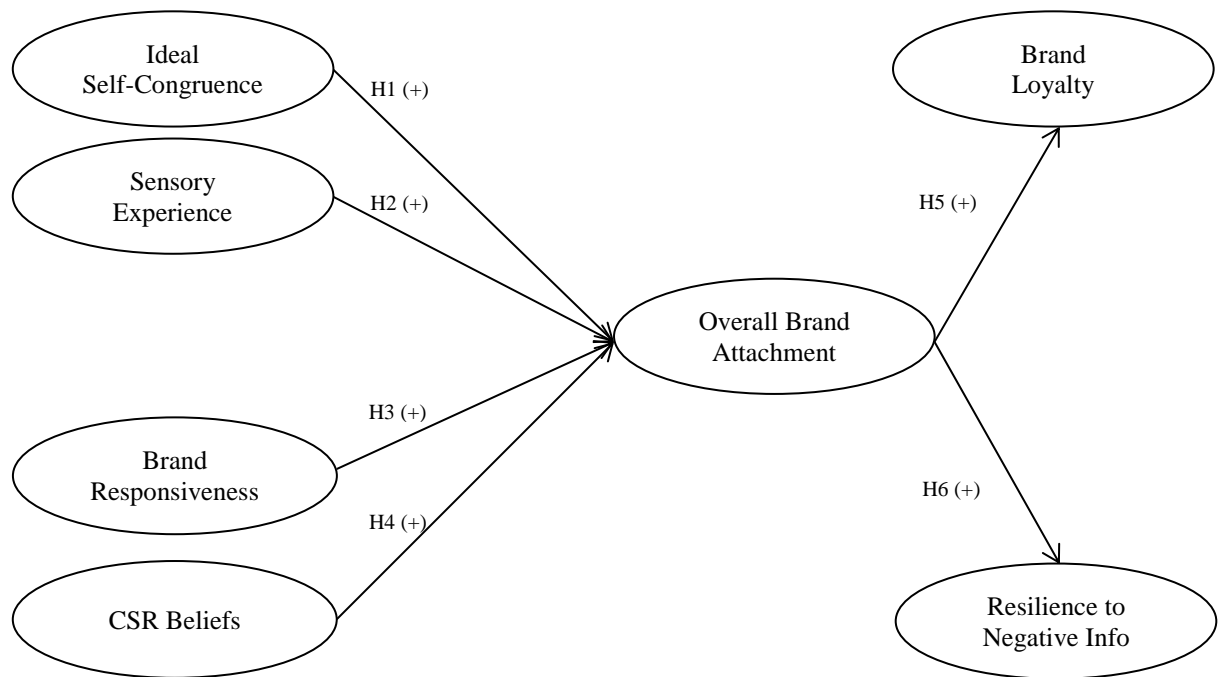 Ideal
Self-Congruence
H1 (+)
Sensory
Experience
H2 (+)
Brand
Responsiveness
H3 (+)
CSR Beliefs
H4 (+)
Overall Brand
Attachment
Brand
Loyalty
H5 (+)
H6 (+)
Resilience to
Negative Info